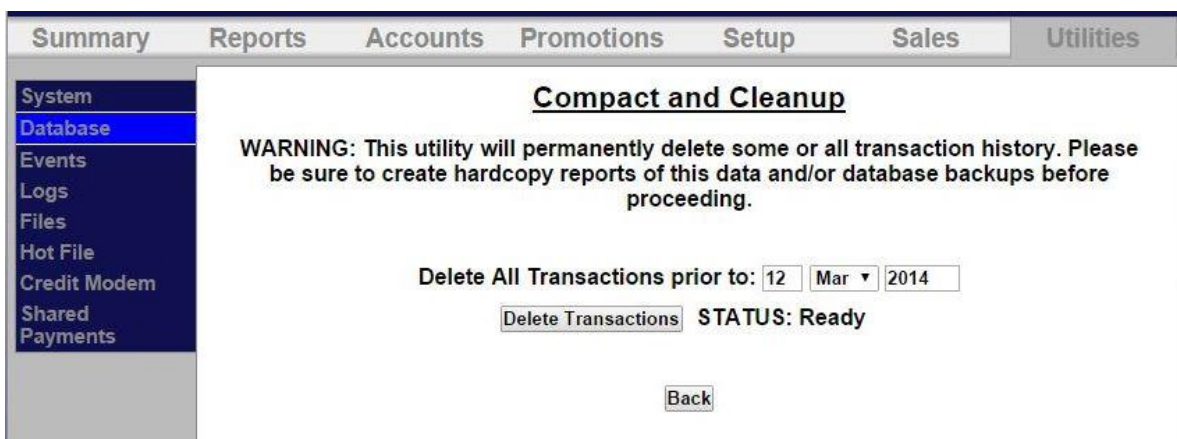 Summary Reports Accounts Promotions Setup Sales Utilities
System
Database
Events
Logs
Files
Hot File
Credit Modem
Shared
Payments
Compact and Cleanup
WARNING: This utility will permanently delete some or all transaction history. Please
be sure to create hardcopy reports of this data and/or database backups before
proceeding.
Delete All Transactions prior to: 12 Mar 2014
Delete Transactions STATUS: Ready
Back